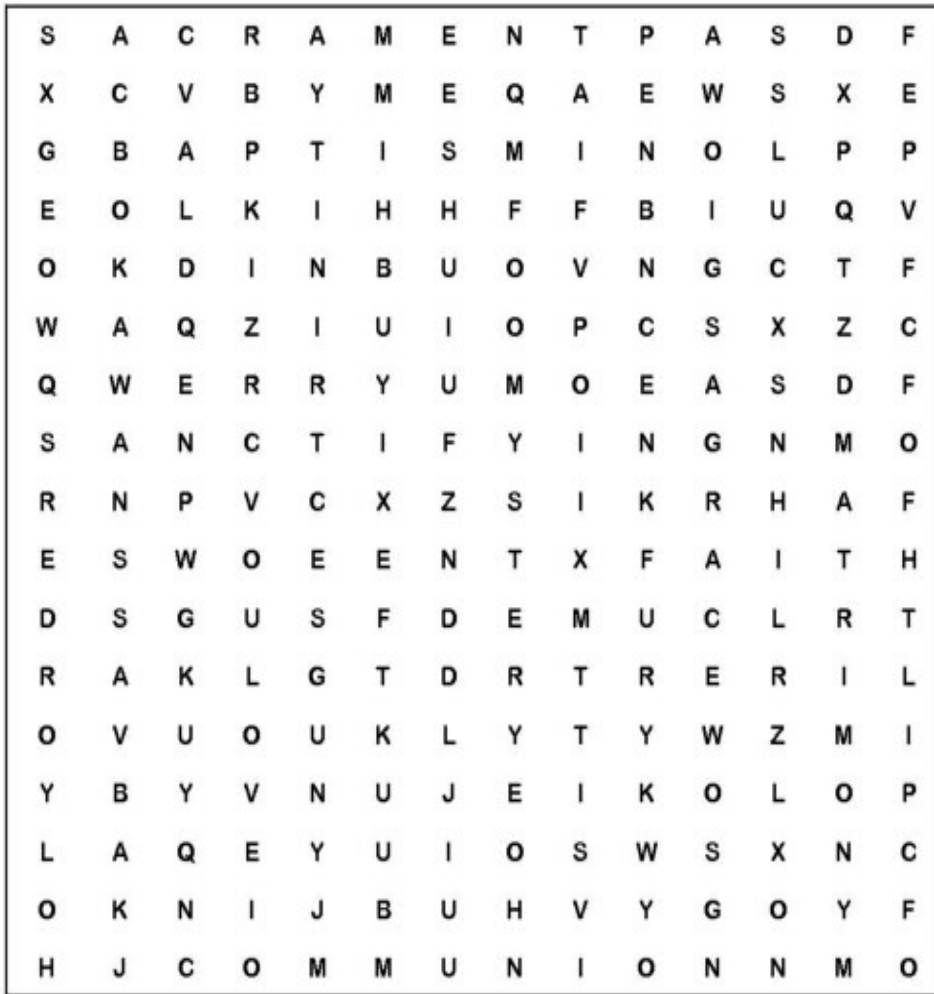 S A C R A M E N T P A S D F
X C V B Y M E Q A E W S X E
G B A P T I S M I N O L P P
E O L K I H H F F B I U Q V
O K D I N B U O V N G C T F
W A Q Z I U I O P C S X Z C
Q W E R R Y U M O E A S D F
S A N C T I F Y I N G N M O
R N P V C X Z S I K R H A F
E S W O E E N T X F A I T H
D S G U S F D E M U C L R T
R A K L G T D R T R E R I L
O V U O U K L Y T Y W Z M I
Y B Y V N U J E I K O L O P
L A Q E Y U I O S W S X N C
O K N I J B U H V Y G O Y F
H J C O M M U N I O N N M O